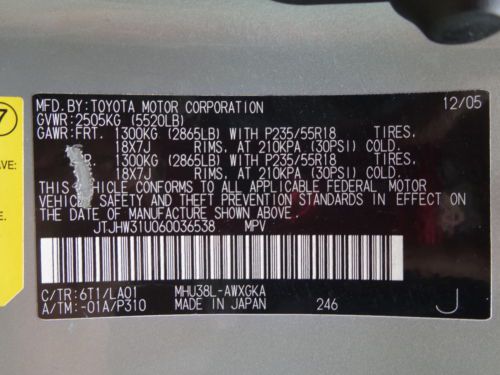 MFD. BY: TOYOTA MOTOR CORPORATION 12/05
GVWR: 2505KG (5520LB)
GAWR: FRT. 1300KG (2865LB) WITH P235/55R18 TIRES,
18X7J RIMS, AT 210KPA (30PSI) COLD.
R. 1300KG (2865LB) WITH P235/55R18 TIRES,
18X7J RIMS, AT 210KPA (30PSI) COLD.
THIS VEHICLE CONFORMS TO ALL APPLICABLE FEDERAL MOTOR
VEHICLE SAFETY AND THEFT PREVENTION STANDARDS IN EFFECT ON
THE DATE OF MANUFACTURE SHOWN ABOVE.
JTJHW31U060036538 MPV
C/TR: 6T1/LA01 MHU38L-AWXGKA
A/TM: -01A/P310 MADE IN JAPAN 246 J
7
AVE: